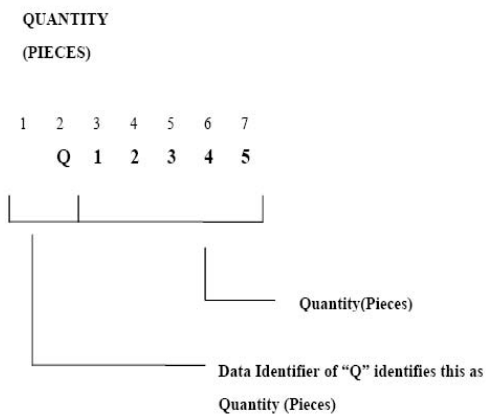 QUANTITY
(PIECES)
1 2 3 4 5 6 7
Q 1 2 3 4 5
Quantity(Pieces)
Data Identifier of “Q” identifies this as
Quantity (Pieces)